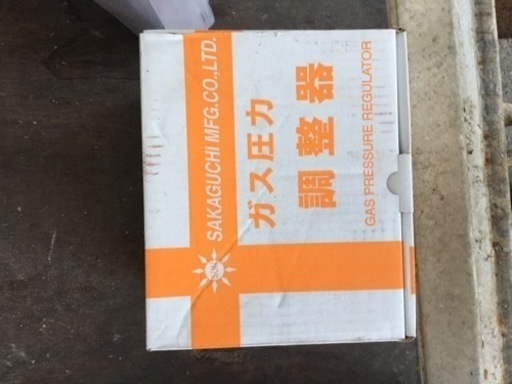 SAKAGUCHI MFG.CO.,LTD.
ガス圧力
調整器
GAS PRESSURE REGULATOR